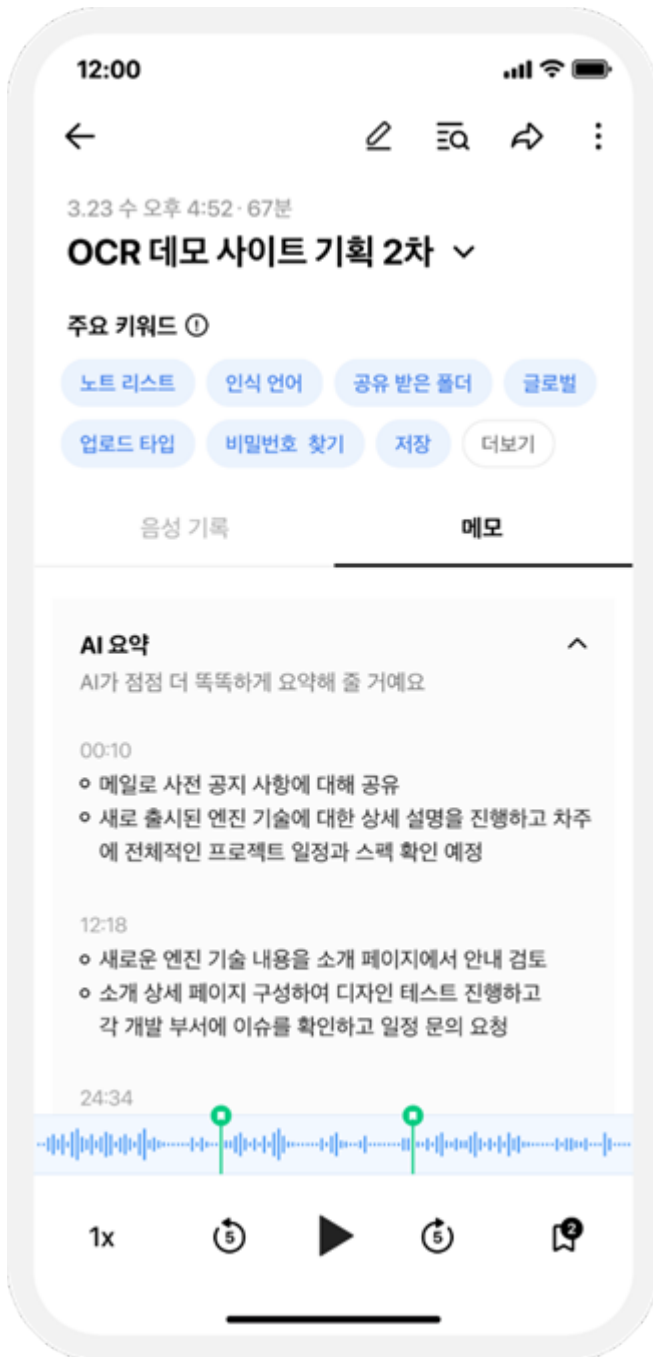 12:00
3.23 수 오후 4:52 · 67분
OCR 데모 사이트 기획 2차
주요 키워드
노트 리스트 인식 언어 공유 받은 폴더 글로벌
업로드 타입 비밀번호 찾기 저장 더보기
음성 기록 메모
AI 요약
AI가 점점 더 똑똑하게 요약해 줄 거예요
00:10
메일로 사전 공지 사항에 대해 공유
새로 출시된 엔진 기술에 대한 상세 설명을 진행하고 차주
에 전체적인 프로젝트 일정과 스펙 확인 예정
12:18
새로운 엔진 기술 내용을 소개 페이지에서 안내 검토
소개 상세 페이지 구성하여 디자인 테스트 진행하고
각 개발 부서에 이슈를 확인하고 일정 문의 요청
24:34
1x 5 5 2